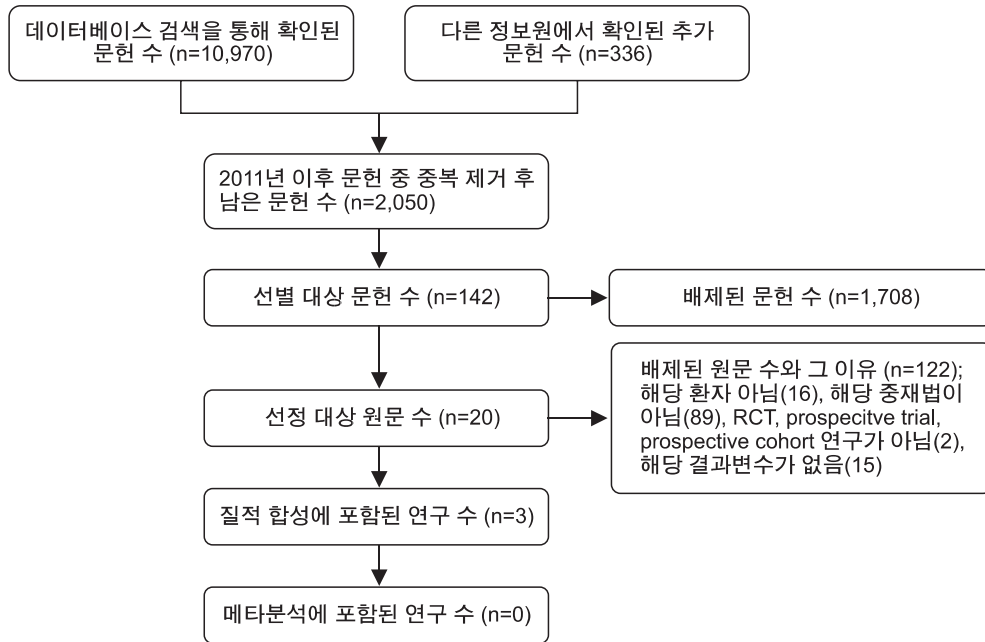 데이터베이스 검색을 통해 확인된
문헌 수 (n=10,970)
다른 정보원에서 확인된 추가
문헌 수 (n=336)
2011년 이후 문헌 중 중복 제거 후
남은 문헌 수 (n=2,050)
선별 대상 문헌 수 (n=142)
배제된 문헌 수 (n=1,708)
선정 대상 원문 수 (n=20)
배제된 원문 수와 그 이유 (n=122);
해당 환자 아님(16), 해당 중재법이
아님(89), RCT, prospecitve trial,
prospective cohort 연구가 아님(2),
해당 결과변수가 없음(15)
질적 합성에 포함된 연구 수 (n=3)
메타분석에 포함된 연구 수 (n=0)